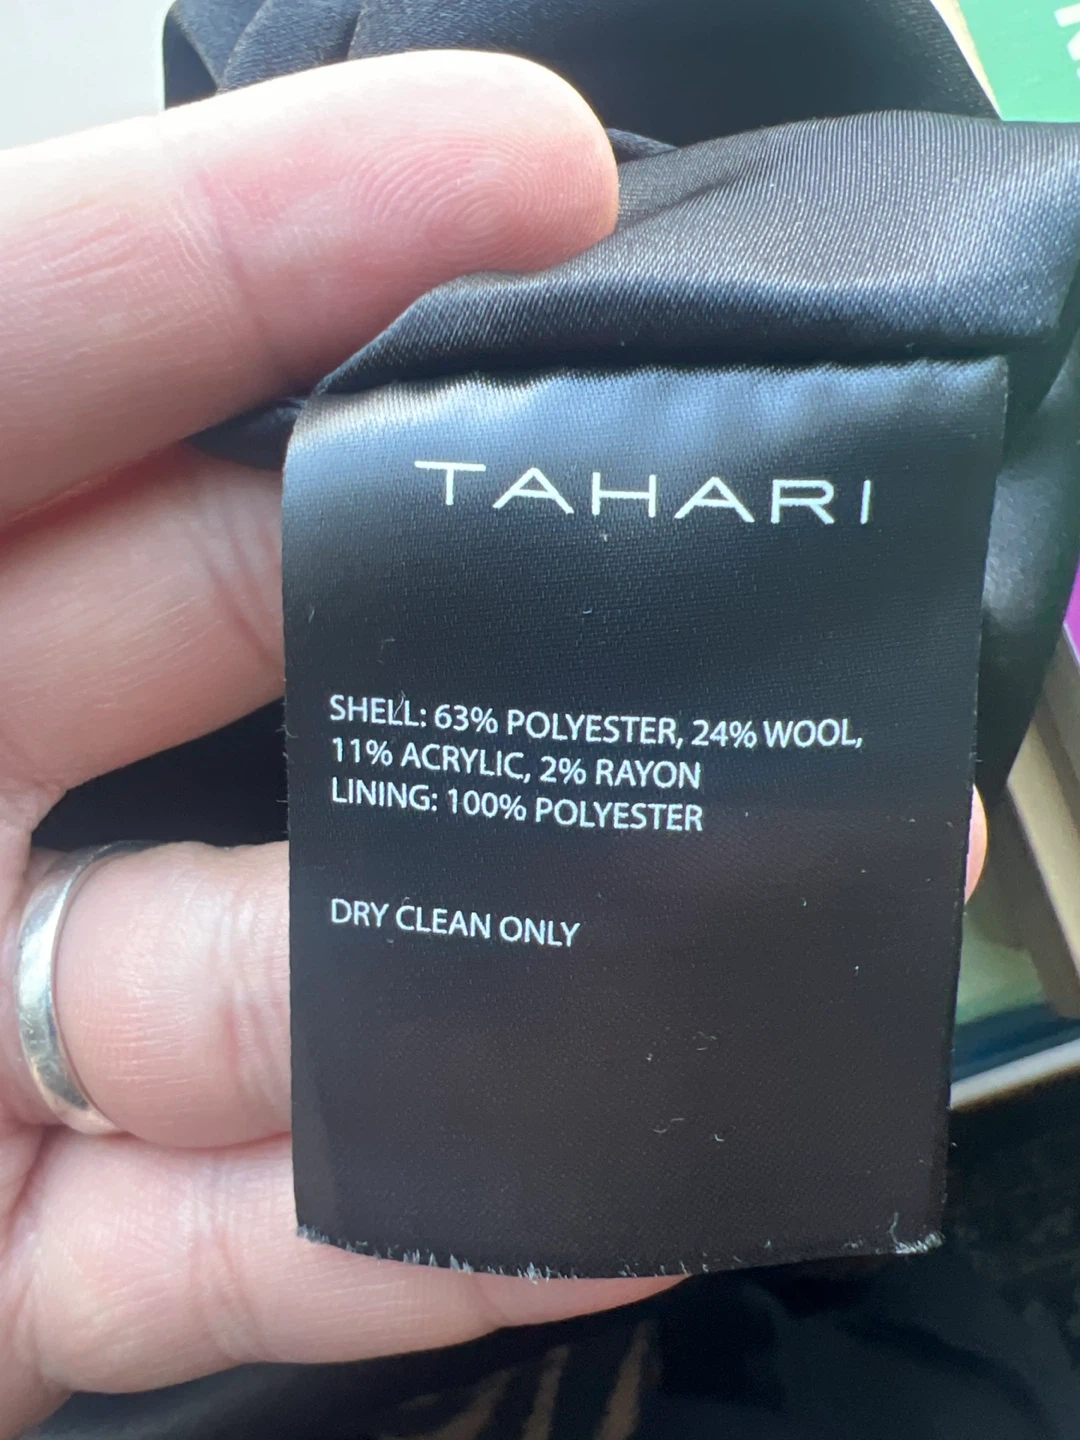 TAHARI
SHELL: 63% POLYESTER, 24% WOOL,
11% ACRYLIC, 2% RAYON
LINING: 100% POLYESTER
DRY CLEAN ONLY